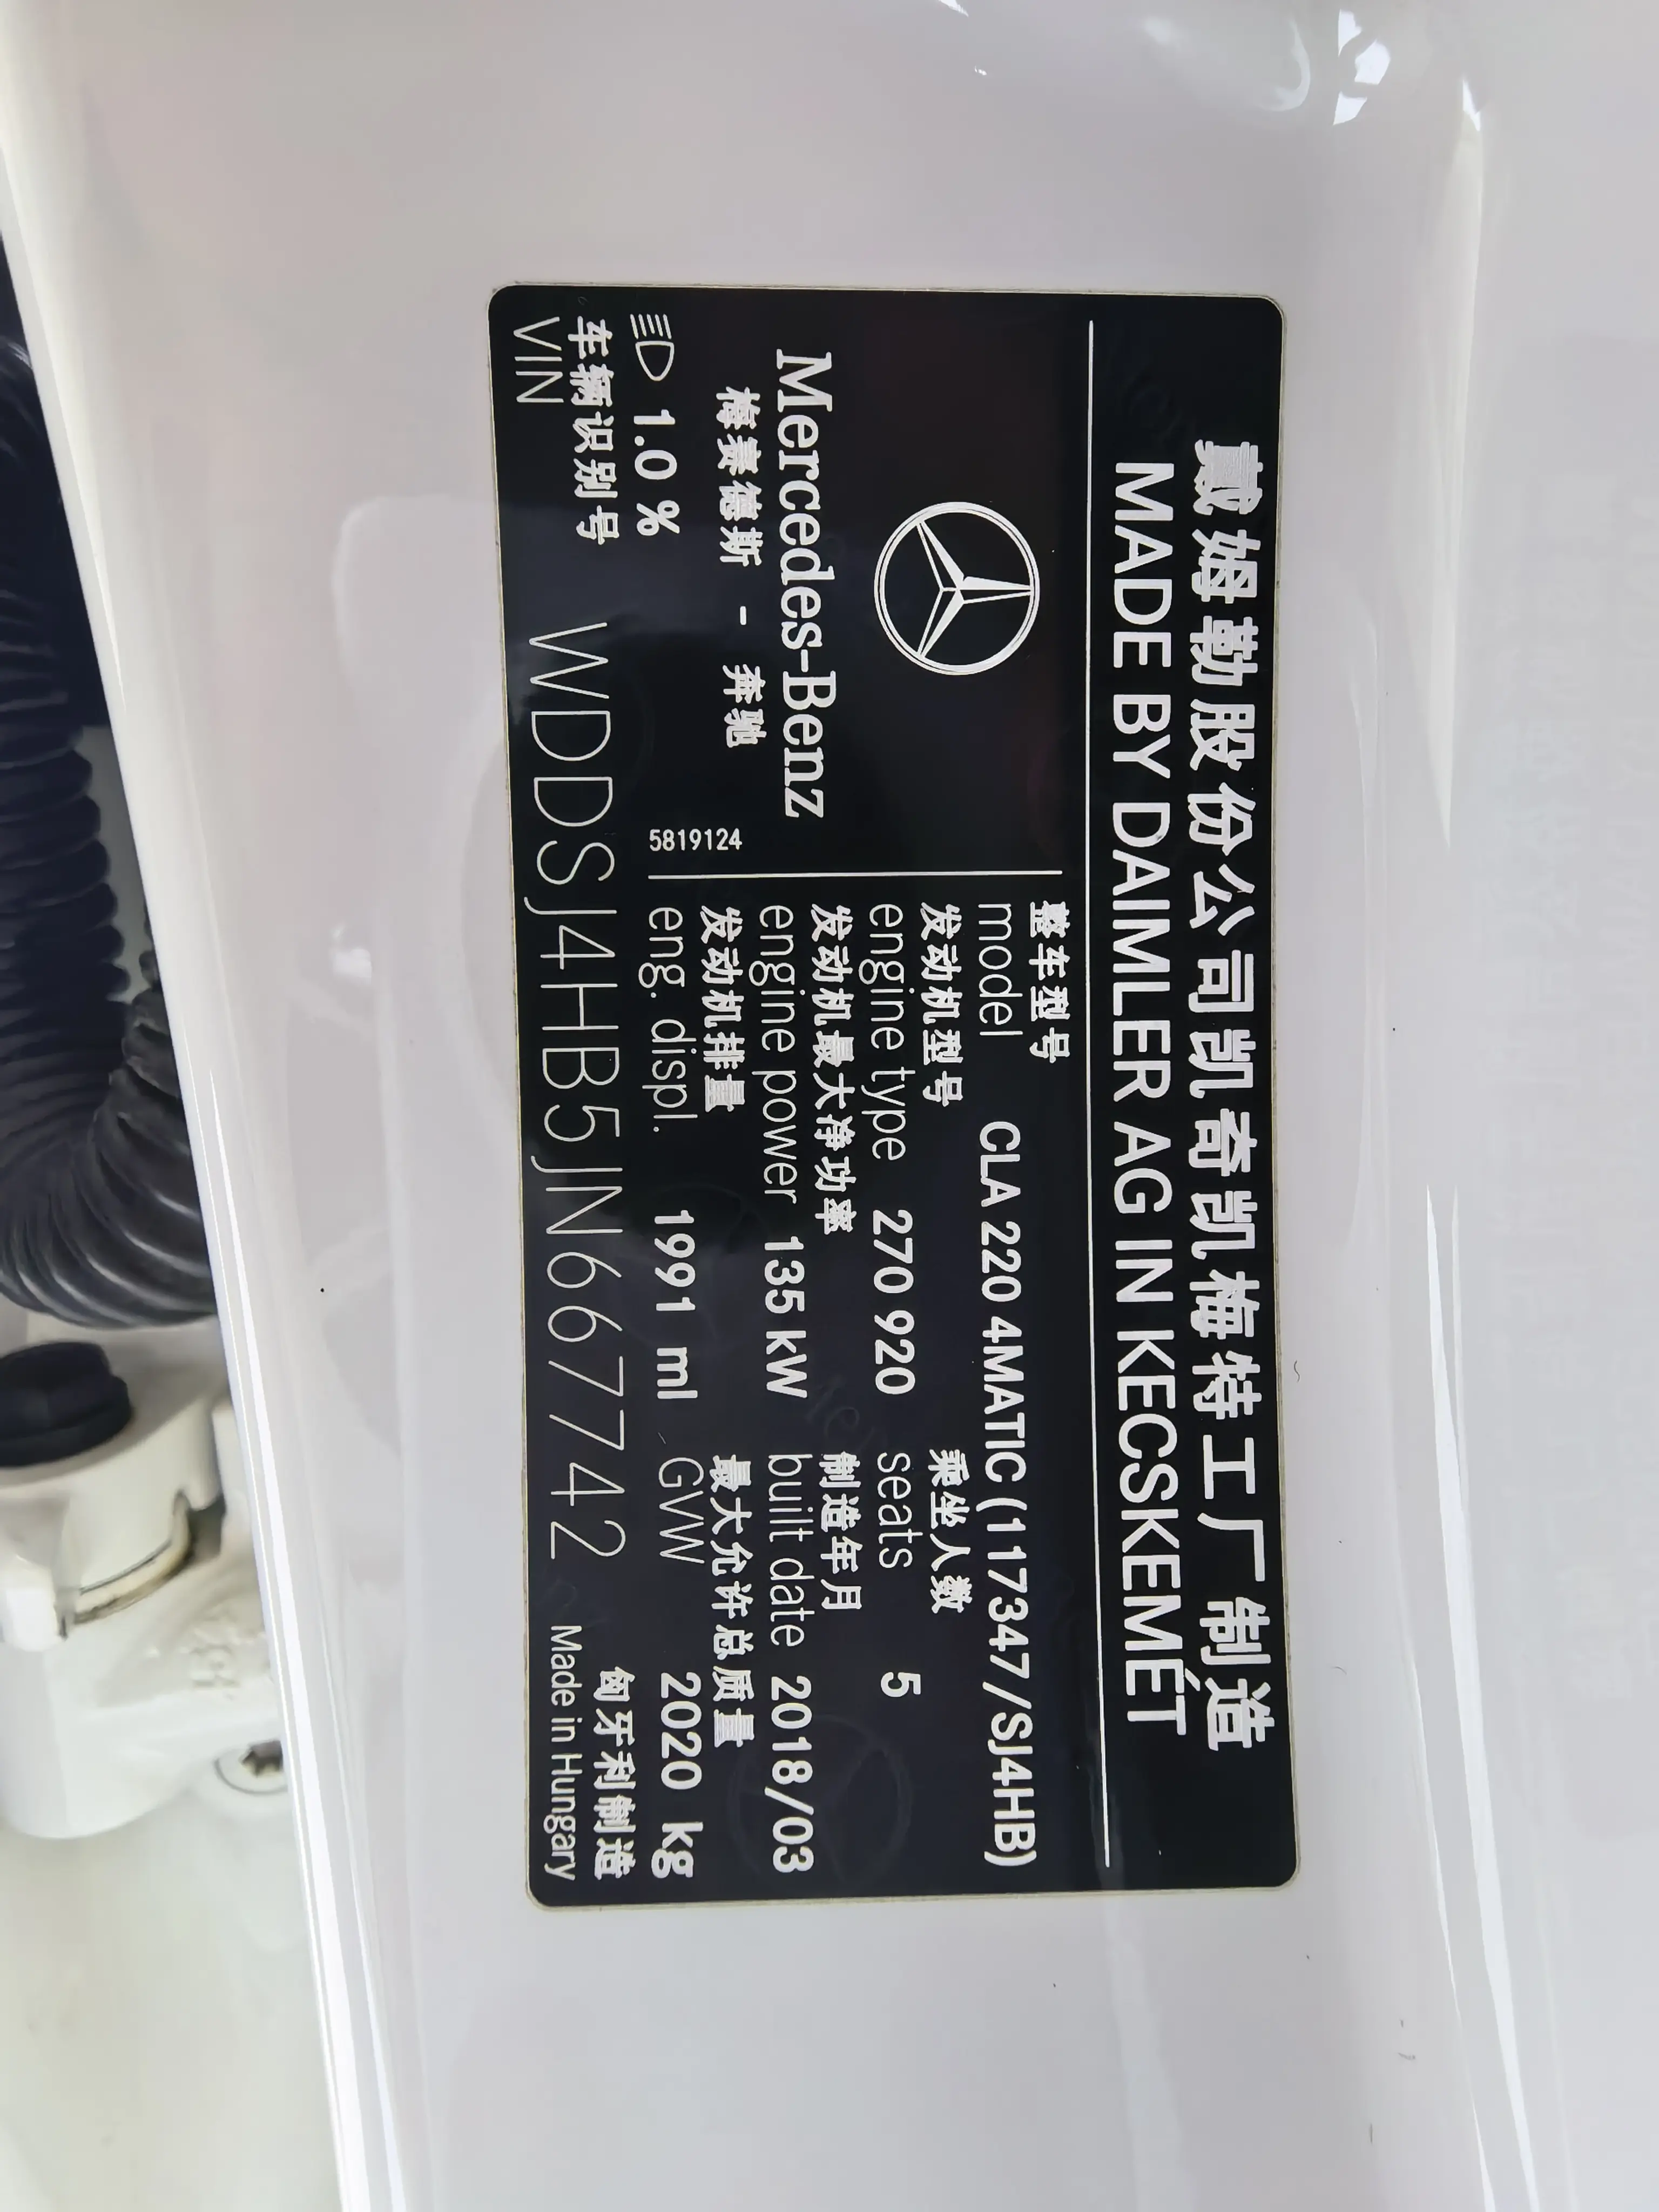 戴姆勒股份公司凯奇凯梅特工厂制造
MADE BY DAIMLER AG IN KECSKEMÉT
Mercedes-Benz
梅赛德斯 - 奔驰
5819124
整车型号
model CLA 220 4MATIC (117347/SJ4HB)
发动机型号 乘坐人数
engine type 270 920 seats 5
发动机最大净功率 制造年月
engine power 135 kW built date 2018/03
发动机排量 最大允许总质量
eng. displ. 1991 ml GW 2020 kg
1.0 %
车辆识别号 匈牙利制造
VIN WDDSJ4HB5JN667742 Made in Hungary